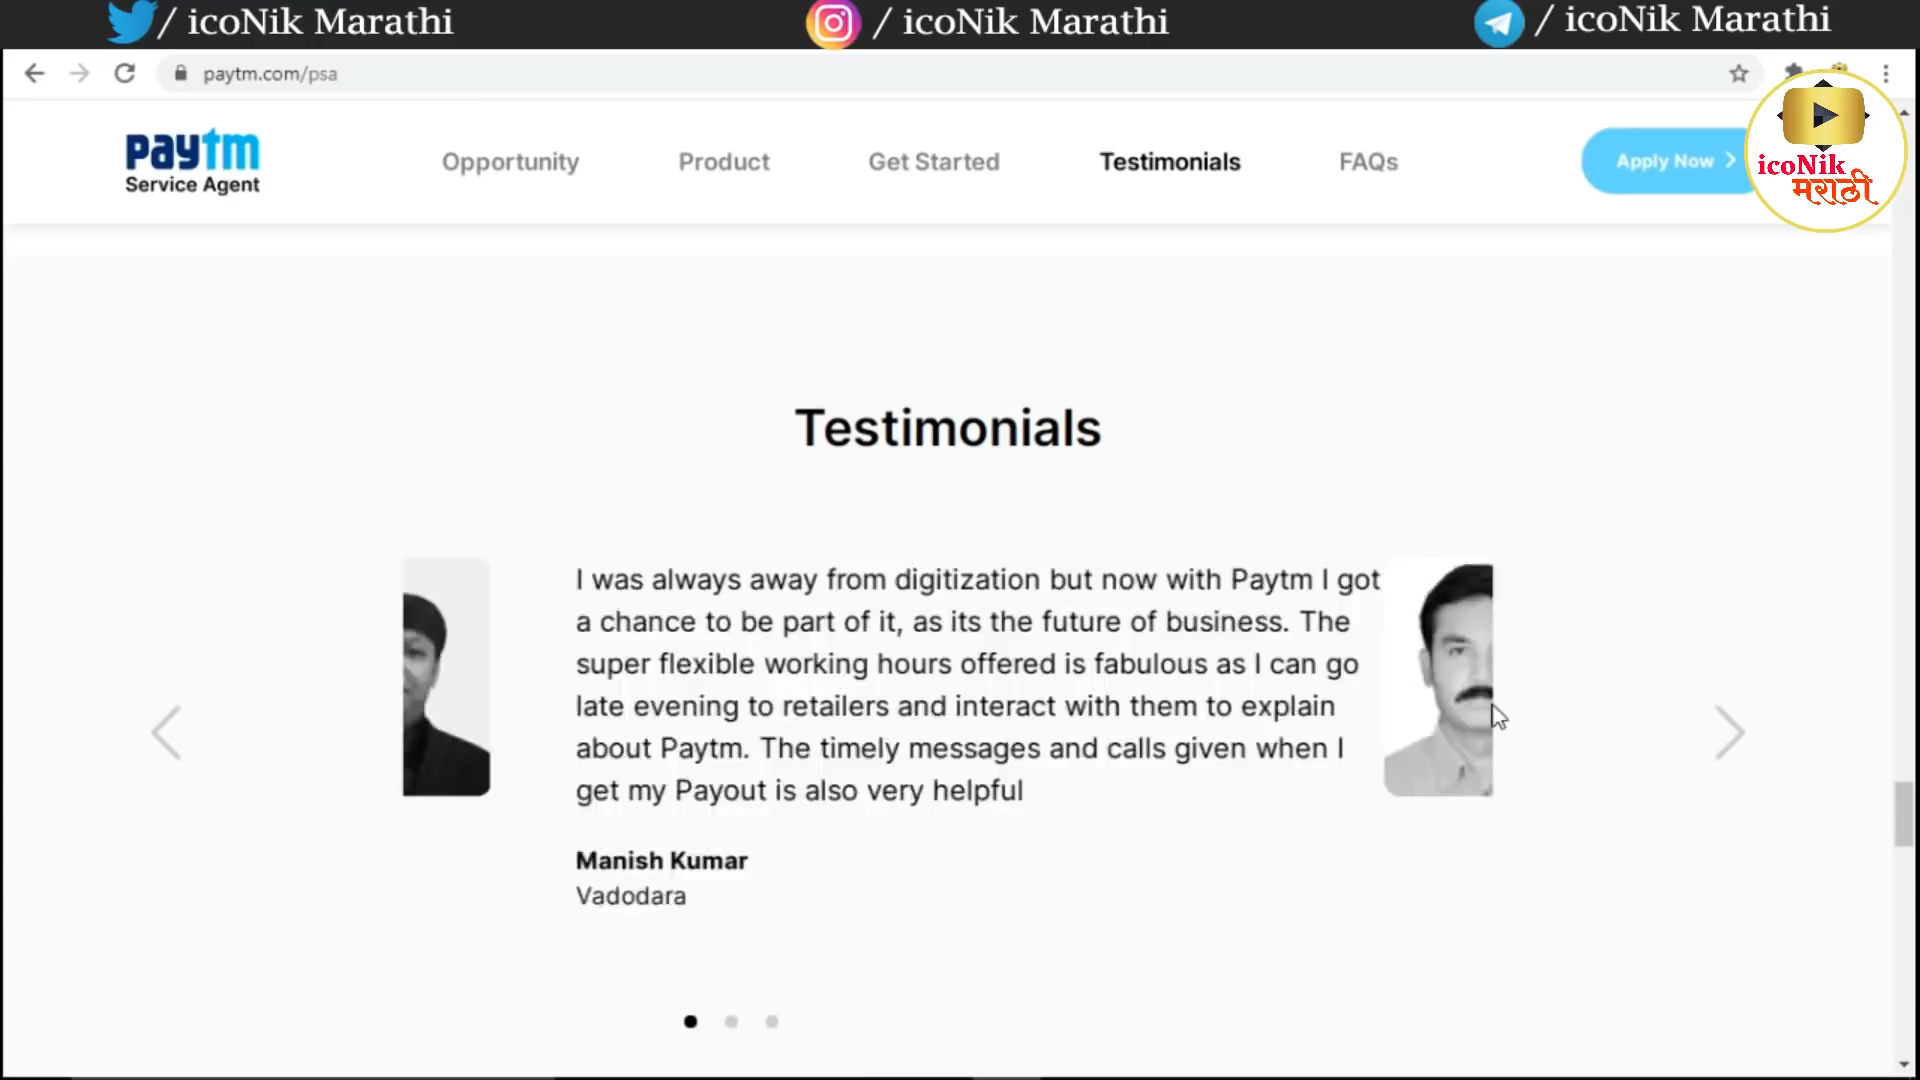 / icoNik Marathi
/ icoNik Marathi
/ icoNik Marathi
paytm.com/psa
paytm
Service Agent
Opportunity
Product
Get Started
Testimonials
FAQs
Apply Now
icoNik
मराठी
Testimonials
I was always away from digitization but now with Paytm I got
a chance to be part of it, as its the future of business. The
super flexible working hours offered is fabulous as I can go
late evening to retailers and interact with them to explain
about Paytm. The timely messages and calls given when I
get my Payout is also very helpful
Manish Kumar
Vadodara